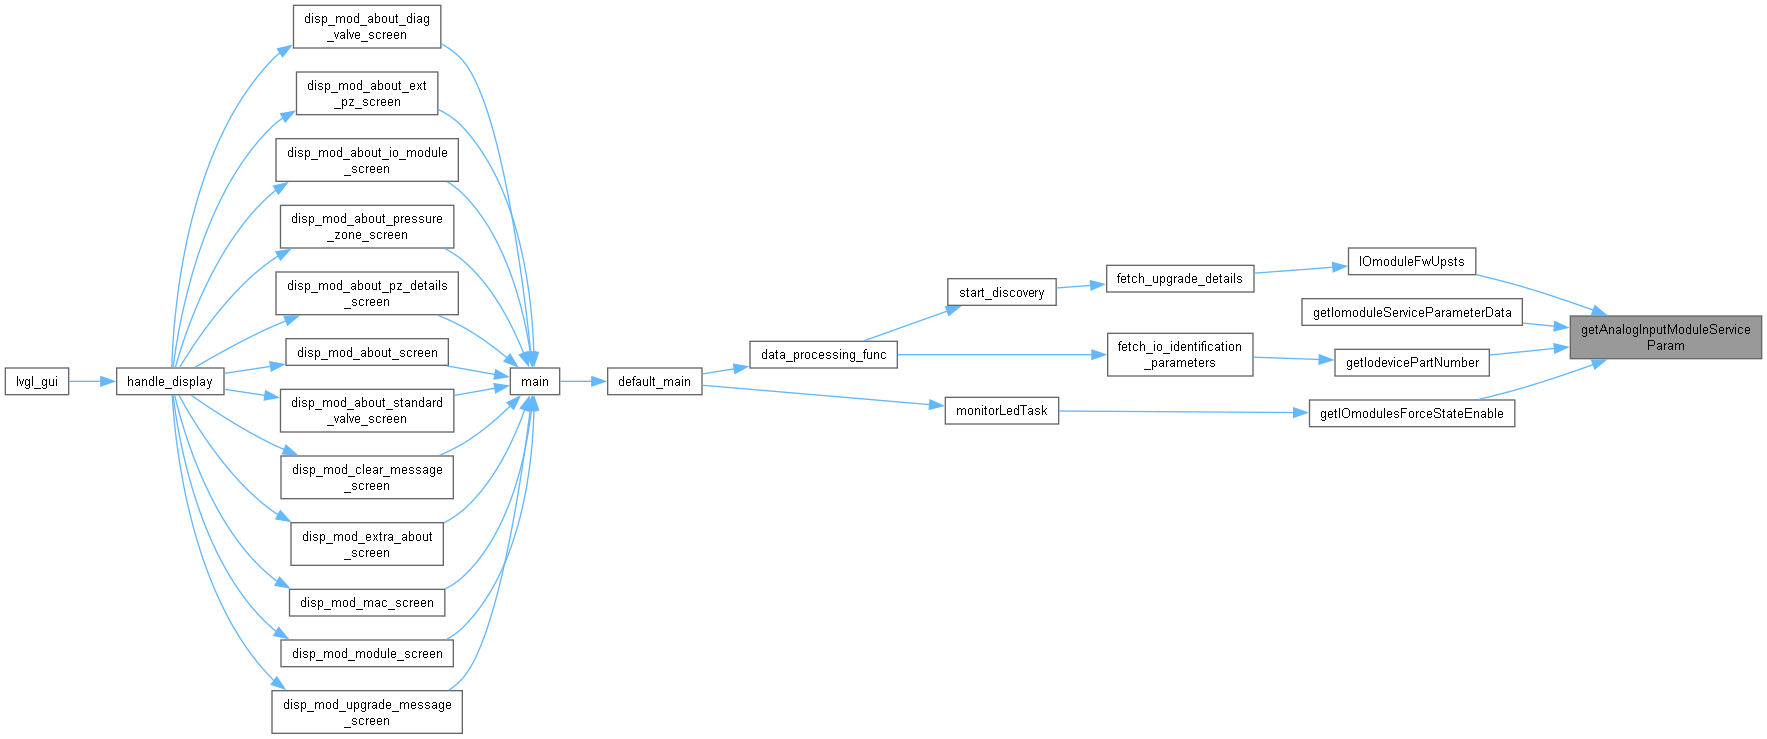 disp_mod_about_diag
_valve_screen
disp_mod_about_ext
_pz_screen
disp_mod_about_io_module
_screen
disp_mod_about_pressure
_zone_screen
disp_mod_about_pz_details
_screen
disp_mod_about_screen
lvgl_gui
handle_display
disp_mod_about_standard
_valve_screen
disp_mod_clear_message
_screen
disp_mod_extra_about
_screen
disp_mod_mac_screen
disp_mod_module_screen
disp_mod_upgrade_message
_screen
main
default_main
data_processing_func
monitorLedTask
start_discovery
fetch_upgrade_details
fetch_io_identification
_parameters
IOmoduleFwUpsts
getIomoduleServiceParameterData
getIodevicePartNumber
getIOmodulesForceStateEnable
getAnalogInputModuleService
Param